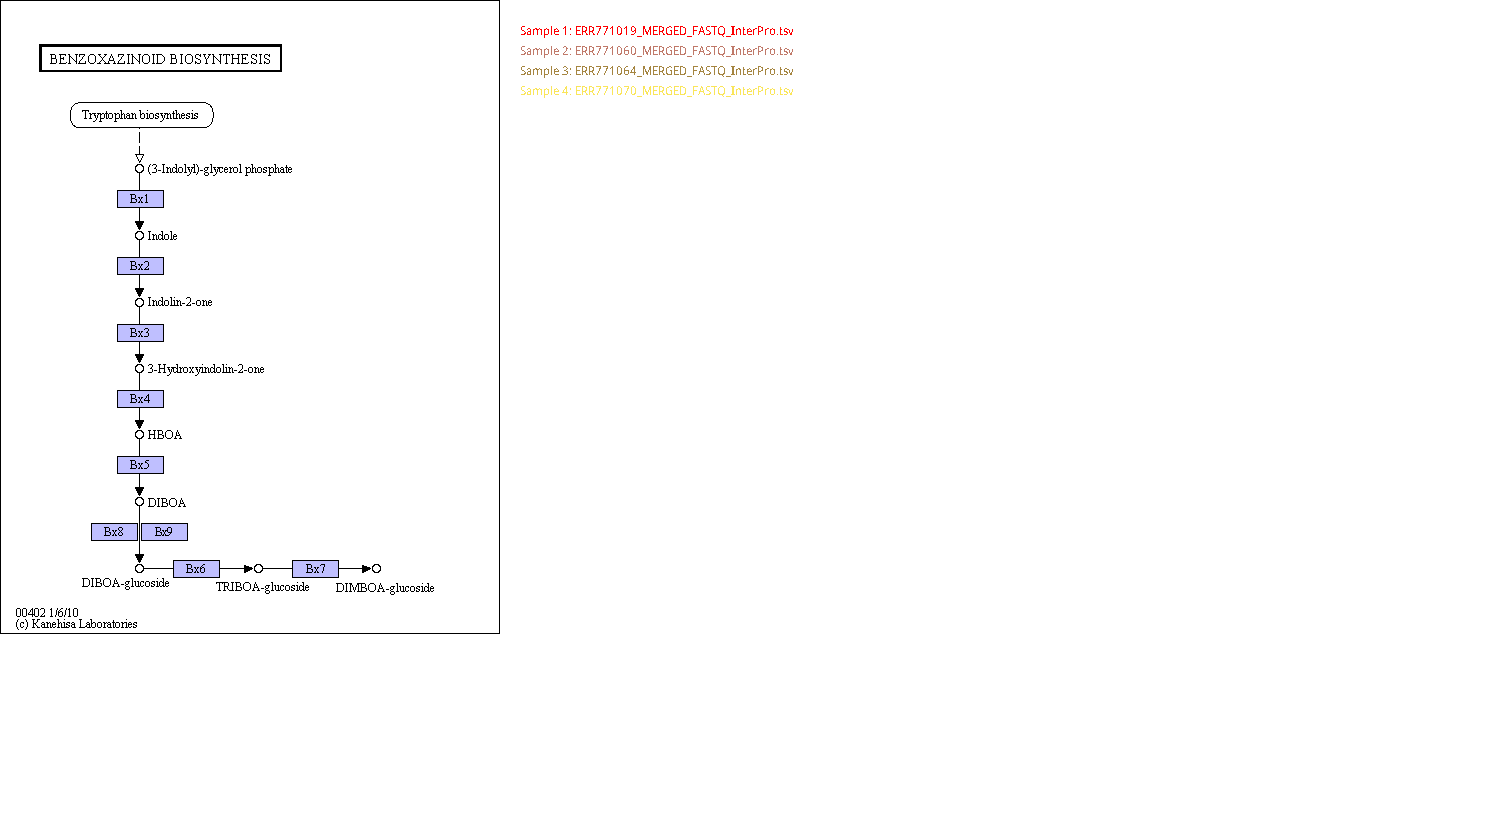 BENZOXAZINOID BIOSYNTHESIS
Sample 1: ERR771019_MERGED_FASTQ_InterPro.tsv
Sample 2: ERR771060_MERGED_FASTQ_InterPro.tsv
Sample 3: ERR771064_MERGED_FASTQ_InterPro.tsv
Sample 4: ERR771070_MERGED_FASTQ_InterPro.tsv
Tryptophan biosynthesis
(3-Indolyl)-glycerol phosphate
Bx1
Indole
Bx2
Indolin-2-one
Bx3
3-Hydroxyindolin-2-one
Bx4
HBOA
Bx5
DIBOA
Bx8 Bx9
Bx6 Bx7
DIBOA-glucoside TRIBOA-glucoside DIMBOA-glucoside
00402 1/6/10
(c) Kanehisa Laboratories